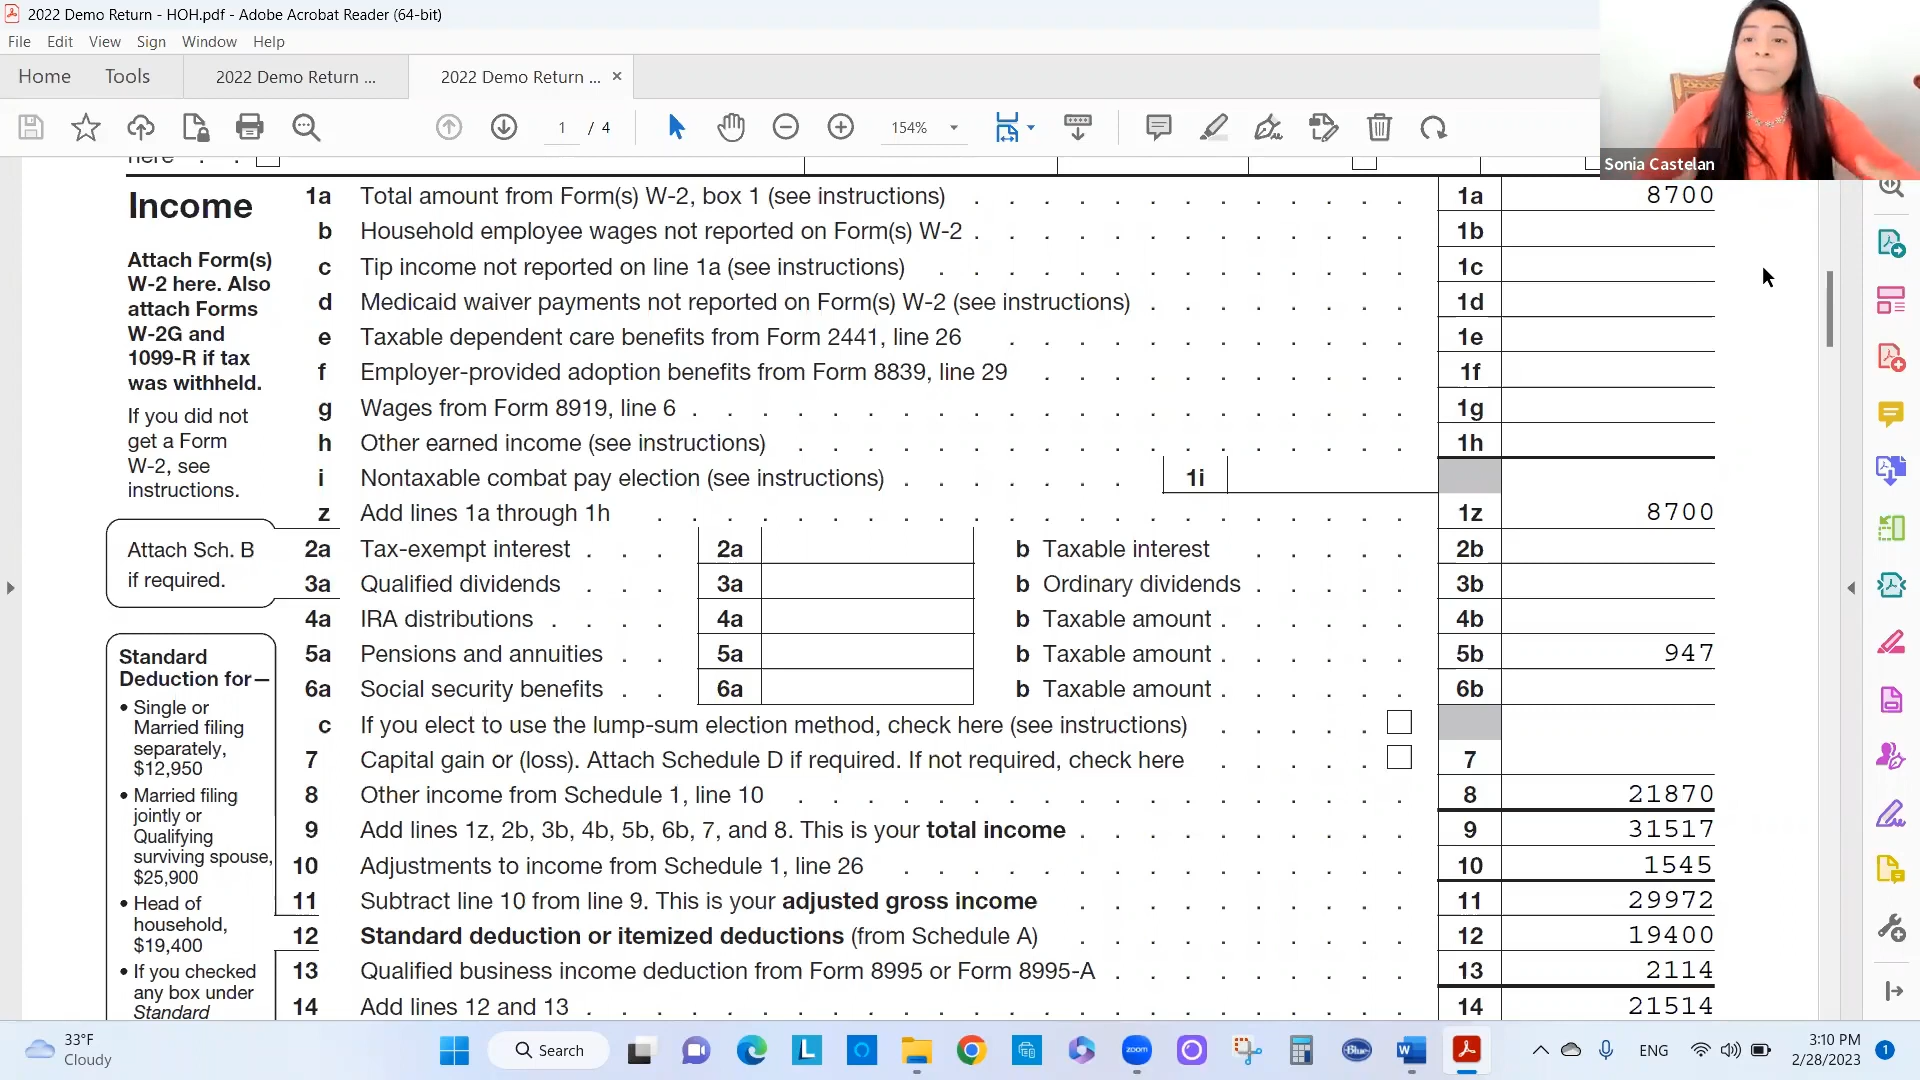 2022 Demo Return - HOH.pdf - Adobe Acrobat Reader (64-bit)
File Edit View Sign Window Help
Home Tools 2022 Demo Return ... 2022 Demo Return ... ×
1 / 4 154%
Sonia Castelan
here . .
Income 1a Total amount from Form(s) W-2, box 1 (see instructions) 1a 8700
b Household employee wages not reported on Form(s) W-2 1b
c Tip income not reported on line 1a (see instructions) 1c
d Medicaid waiver payments not reported on Form(s) W-2 (see instructions) 1d
e Taxable dependent care benefits from Form 2441, line 26 1e
f Employer-provided adoption benefits from Form 8839, line 29 1f
g Wages from Form 8919, line 6 1g
h Other earned income (see instructions) 1h
i Nontaxable combat pay election (see instructions) 1i
z Add lines 1a through 1h 1z 8700
Attach Form(s)
W-2 here. Also
attach Forms
W-2G and
1099-R if tax
was withheld.
If you did not
get a Form
W-2, see
instructions.
Attach Sch. B
if required.
2a Tax-exempt interest 2a b Taxable interest 2b
3a Qualified dividends 3a b Ordinary dividends 3b
4a IRA distributions 4a b Taxable amount 4b
5a Pensions and annuities 5a b Taxable amount 5b 947
6a Social security benefits 6a b Taxable amount 6b
c If you elect to use the lump-sum election method, check here (see instructions)
7 Capital gain or (loss). Attach Schedule D if required. If not required, check here 7
8 Other income from Schedule 1, line 10 8 21870
9 Add lines 1z, 2b, 3b, 4b, 5b, 6b, 7, and 8. This is your total income 9 31517
10 Adjustments to income from Schedule 1, line 26 10 1545
11 Subtract line 10 from line 9. This is your adjusted gross income 11 29972
12 Standard deduction or itemized deductions (from Schedule A) 12 19400
13 Qualified business income deduction from Form 8995 or Form 8995-A 13 2114
14 Add lines 12 and 13 14 21514
Standard
Deduction for—
• Single or
Married filing
separately,
$12,950
• Married filing
jointly or
Qualifying
surviving spouse,
$25,900
• Head of
household,
$19,400
• If you checked
any box under
Standard
33°F
Cloudy
Search
L
Blue
zoom
W
ENG
3:10 PM
2/28/2023
1